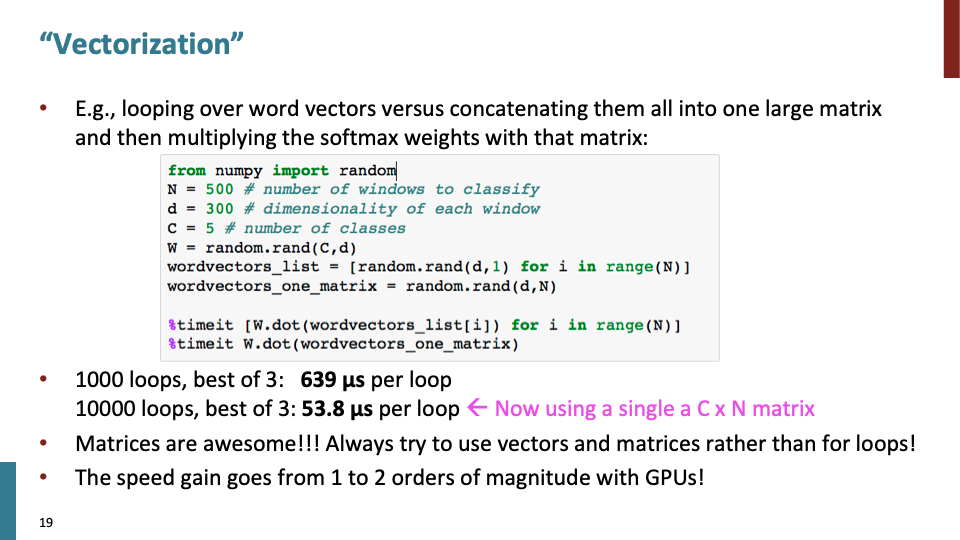 “Vectorization”
• E.g., looping over word vectors versus concatenating them all into one large matrix
and then multiplying the softmax weights with that matrix:
from numpy import random
N = 500 # number of windows to classify
d = 300 # dimensionality of each window
C = 5 # number of classes
W = random.rand(C,d)
wordvectors_list = [random.rand(d,1) for i in range(N)]
wordvectors_one_matrix = random.rand(d,N)
%timeit [W.dot(wordvectors_list[i]) for i in range(N)]
%timeit W.dot(wordvectors_one_matrix)
• 1000 loops, best of 3: 639 µs per loop
10000 loops, best of 3: 53.8 µs per loop ← Now using a single a C x N matrix
• Matrices are awesome!!! Always try to use vectors and matrices rather than for loops!
• The speed gain goes from 1 to 2 orders of magnitude with GPUs!
19